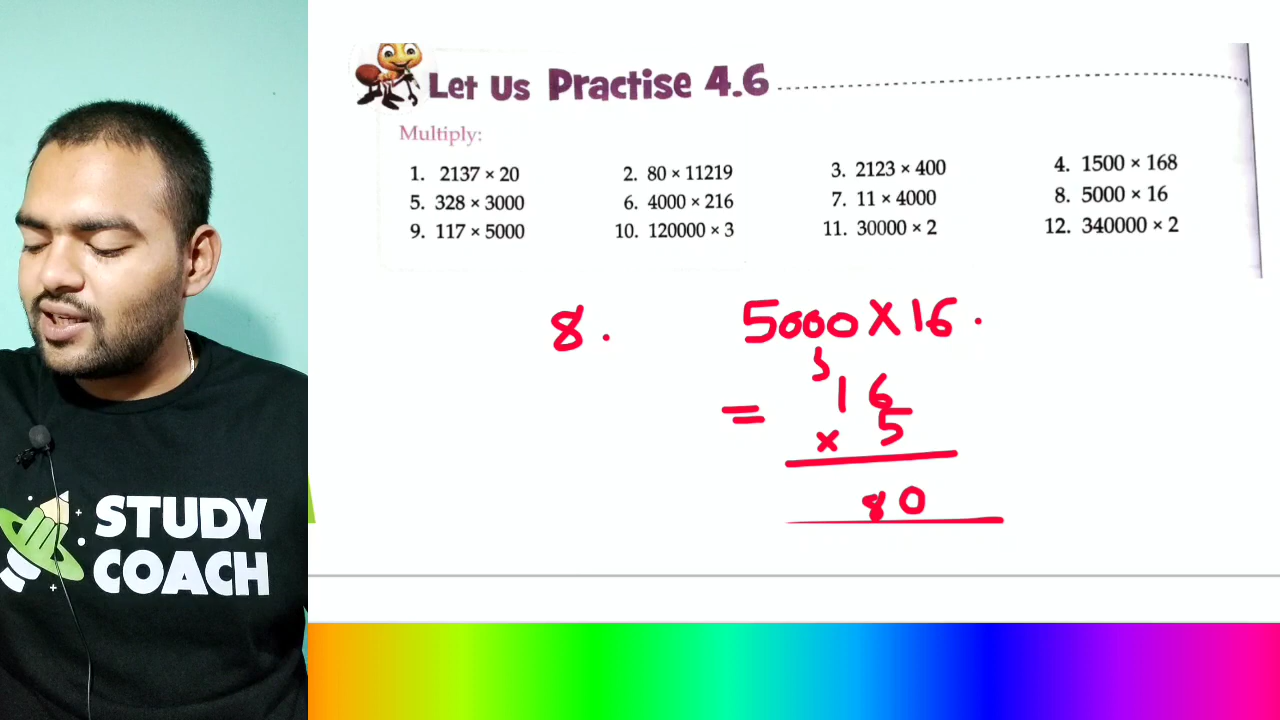 Let Us Practise 4.6
Multiply:
1. 2137 × 20 2. 80 × 11219 3. 2123 × 400 4. 1500 × 168
5. 328 × 3000 6. 4000 × 216 7. 11 × 4000 8. 5000 × 16
9. 117 × 5000 10. 120000 × 3 11. 30000 × 2 12. 340000 × 2
8. 5000 × 16.
3
= 16
× 5
80
STUDY
COACH